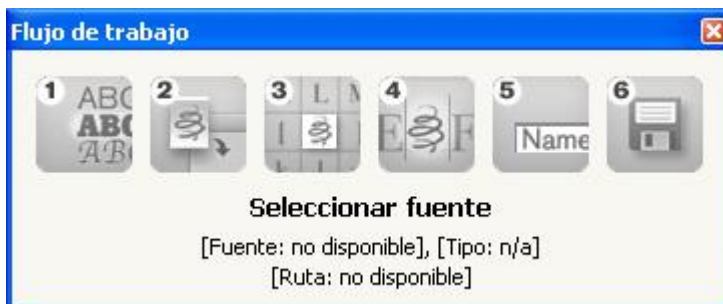 Flujo de trabajo
1 2 3 4 5 6
ABC
ABC
ABC
L M
I
E F
Name
Seleccionar fuente
[Fuente: no disponible], [Tipo: n/a]
[Ruta: no disponible]